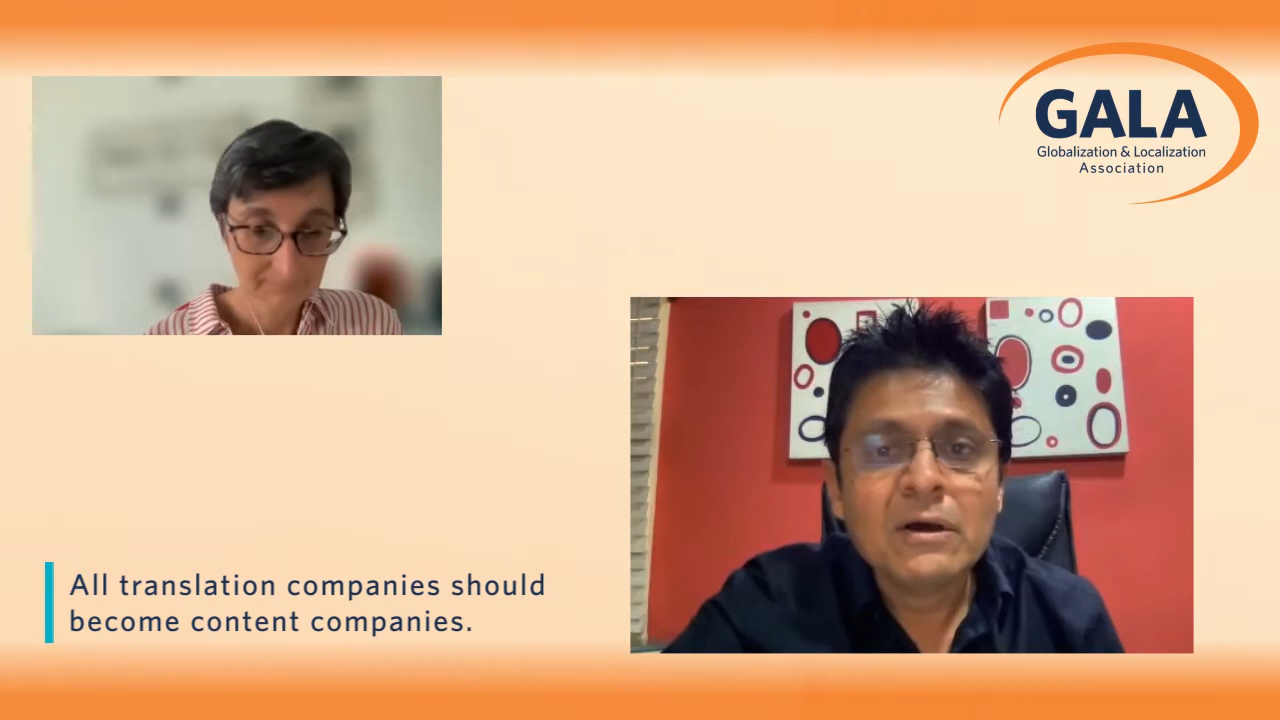 GALA
Globalization & Localization
Association
All translation companies should
become content companies.